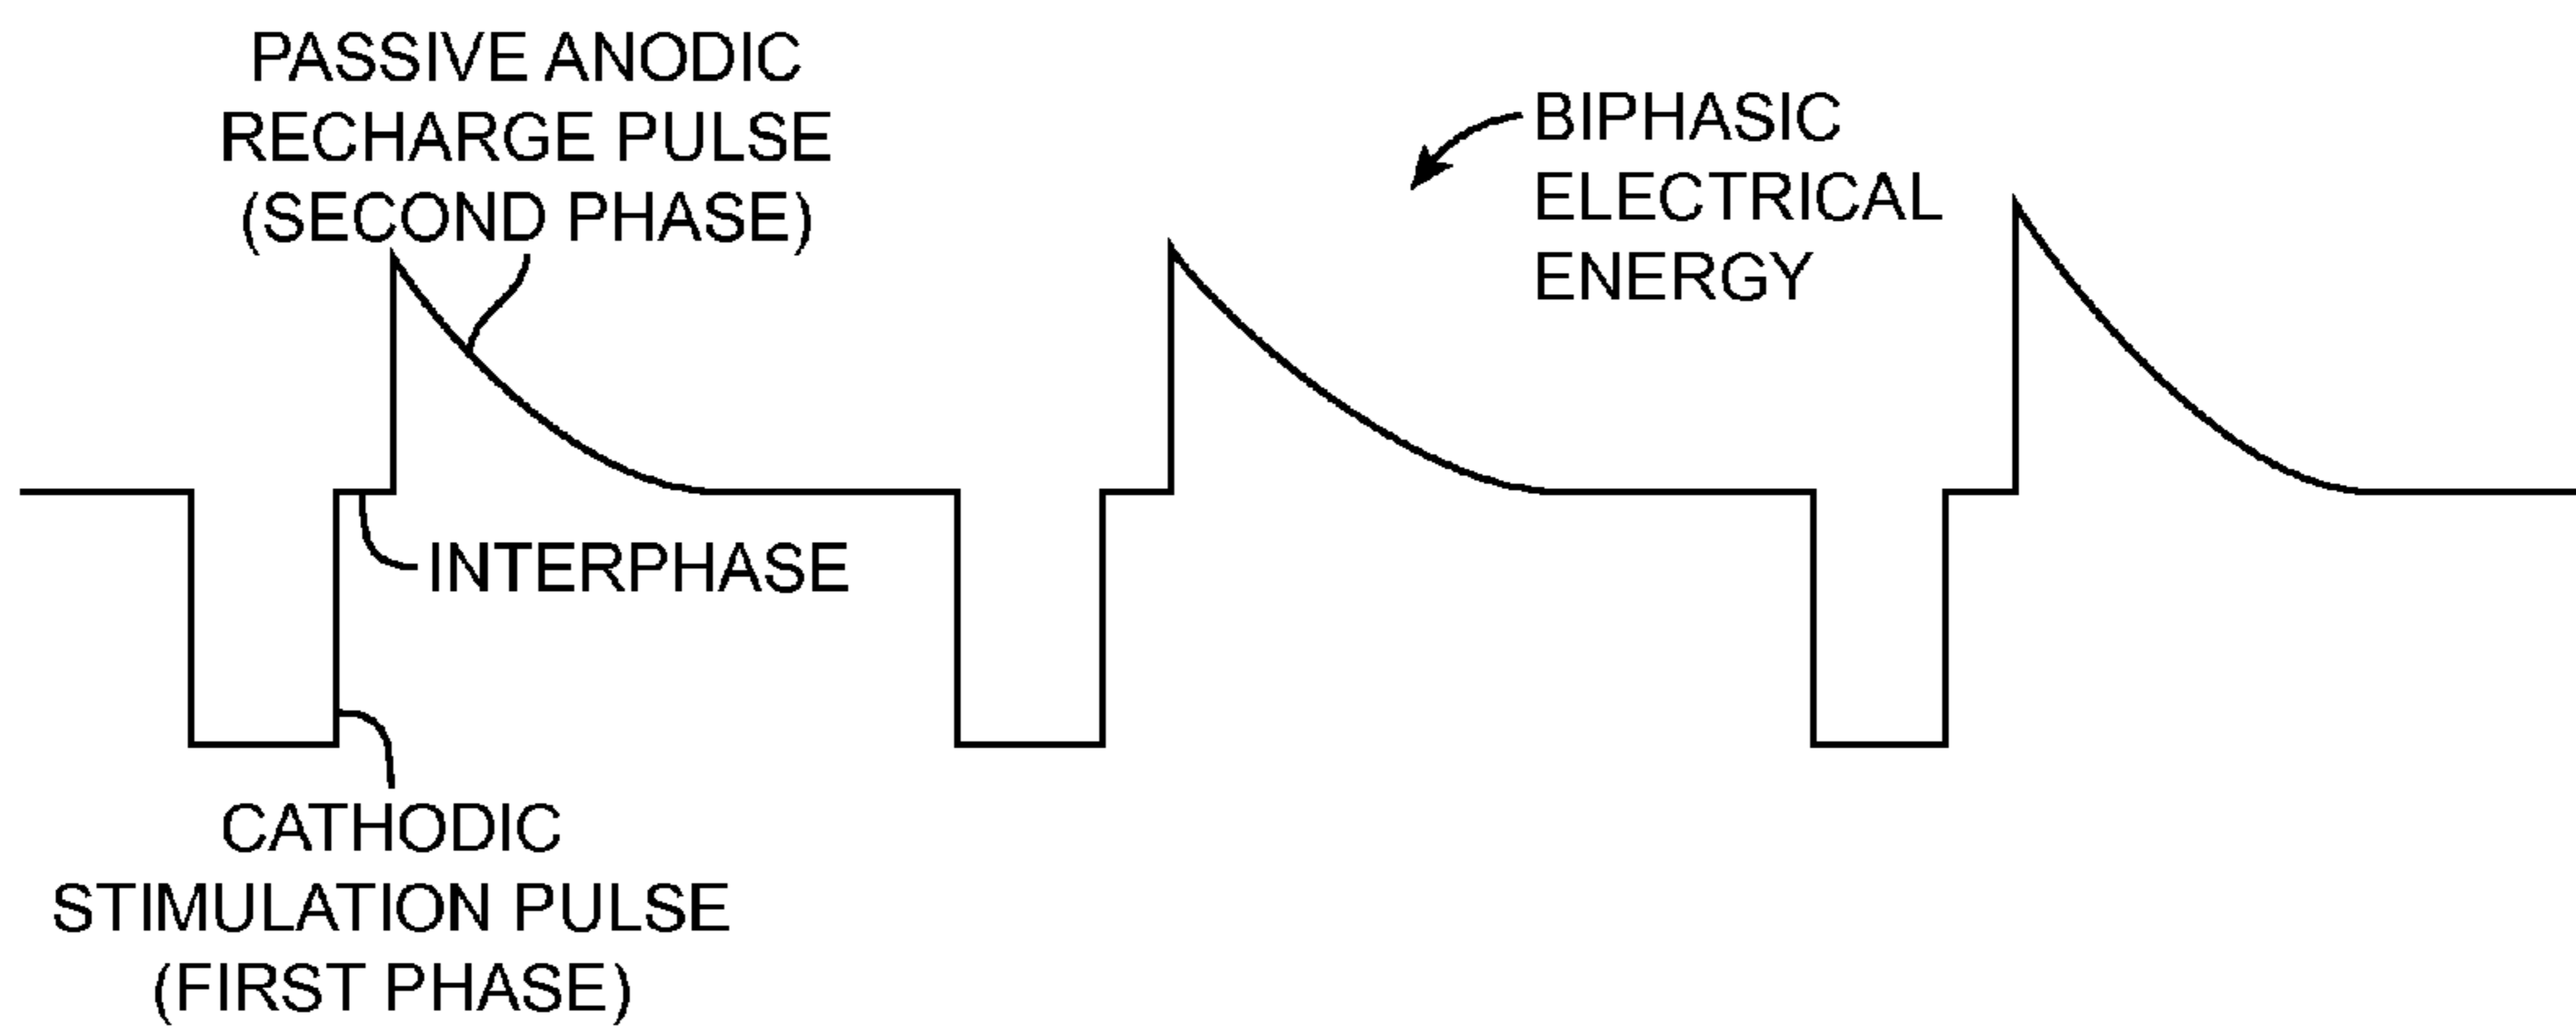 PASSIVE ANODIC
RECHARGE PULSE
(SECOND PHASE)
BIPHASIC
ELECTRICAL
ENERGY
INTERPHASE
CATHODIC
STIMULATION PULSE
(FIRST PHASE)